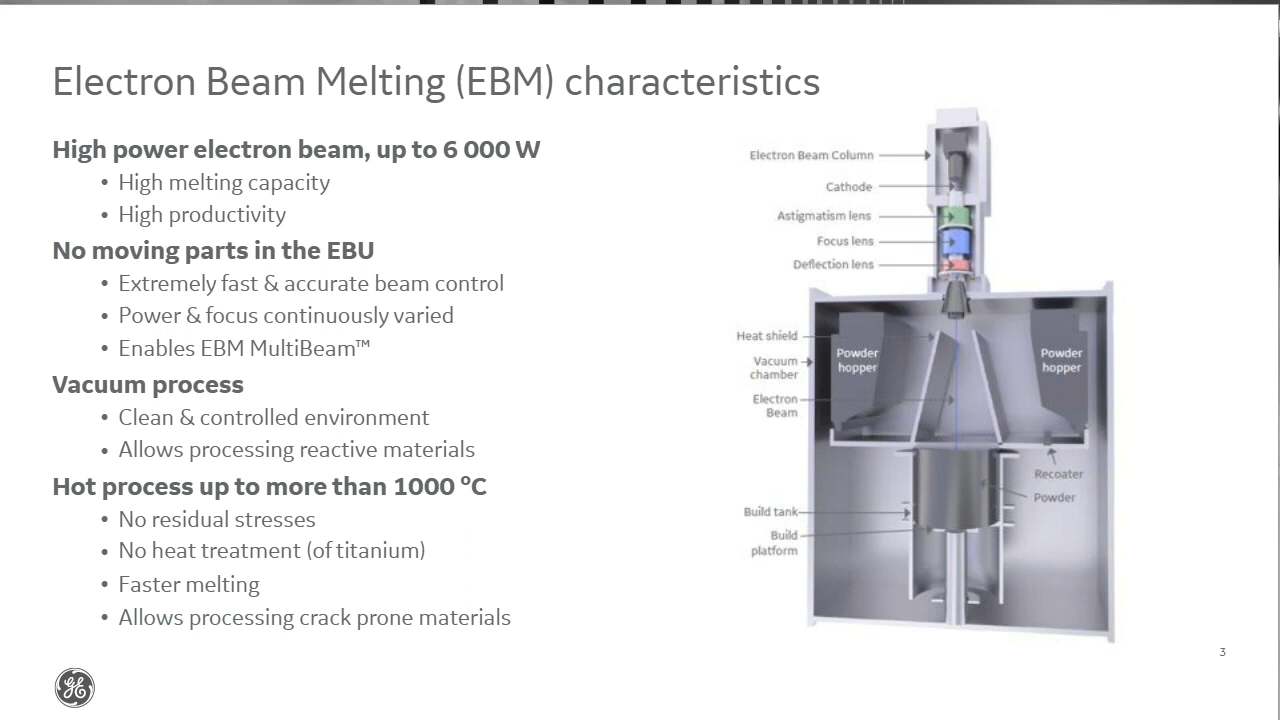 Electron Beam Melting (EBM) characteristics
High power electron beam, up to 6 000 W
• High melting capacity
• High productivity
No moving parts in the EBU
• Extremely fast & accurate beam control
• Power & focus continuously varied
• Enables EBM MultiBeam™
Vacuum process
• Clean & controlled environment
• Allows processing reactive materials
Hot process up to more than 1000 °C
• No residual stresses
• No heat treatment (of titanium)
• Faster melting
• Allows processing crack prone materials
Electron Beam Column
Cathode
Astigmatism lens
Focus lens
Deflection lens
Heat shield
Vacuum
chamber
Electron
Beam
Powder
hopper
Powder
hopper
Recoater
Powder
Build tank
Build
platform
3
GE